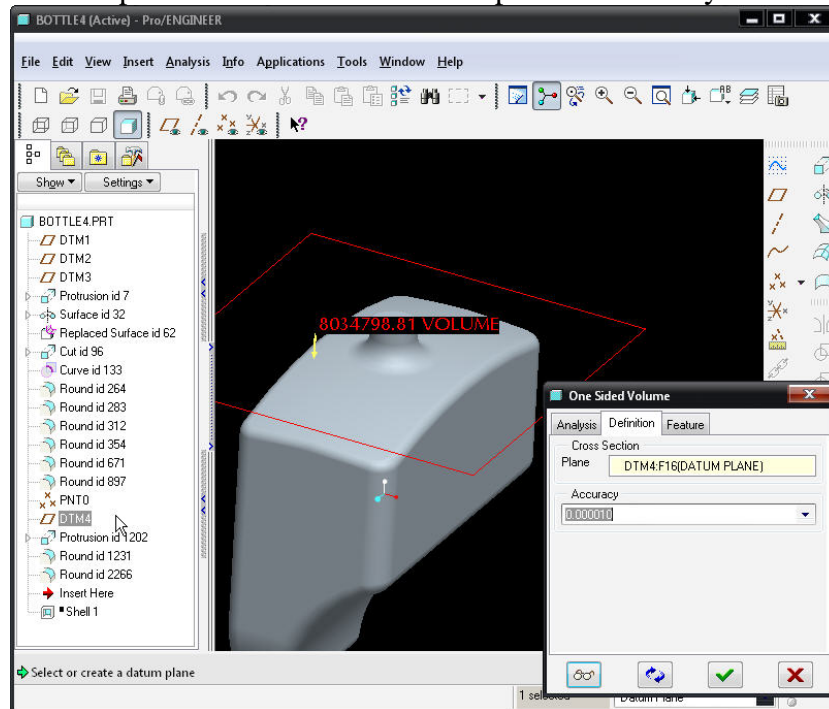 BOTTLE4 (Active) - Pro/ENGINEER
File Edit View Insert Analysis Info Applications Tools Window Help
Show Settings
BOTTLE4.PRT
DTM1
DTM2
DTM3
Protrusion id 7
Surface id 32
Replaced Surface id 62
Cut id 96
Curve id 133
Round id 264
Round id 283
Round id 312
Round id 354
Round id 671
Round id 897
PNT0
DTM4
Protrusion id 1202
Round id 1231
Round id 2266
Insert Here
Shell 1
8034798.81 VOLUME
One Sided Volume
Analysis Definition Feature
Cross Section
Plane DTM4:F16(DATUM PLANE)
Accuracy
0.000010
Select or create a datum plane
1 selected Datum Plane